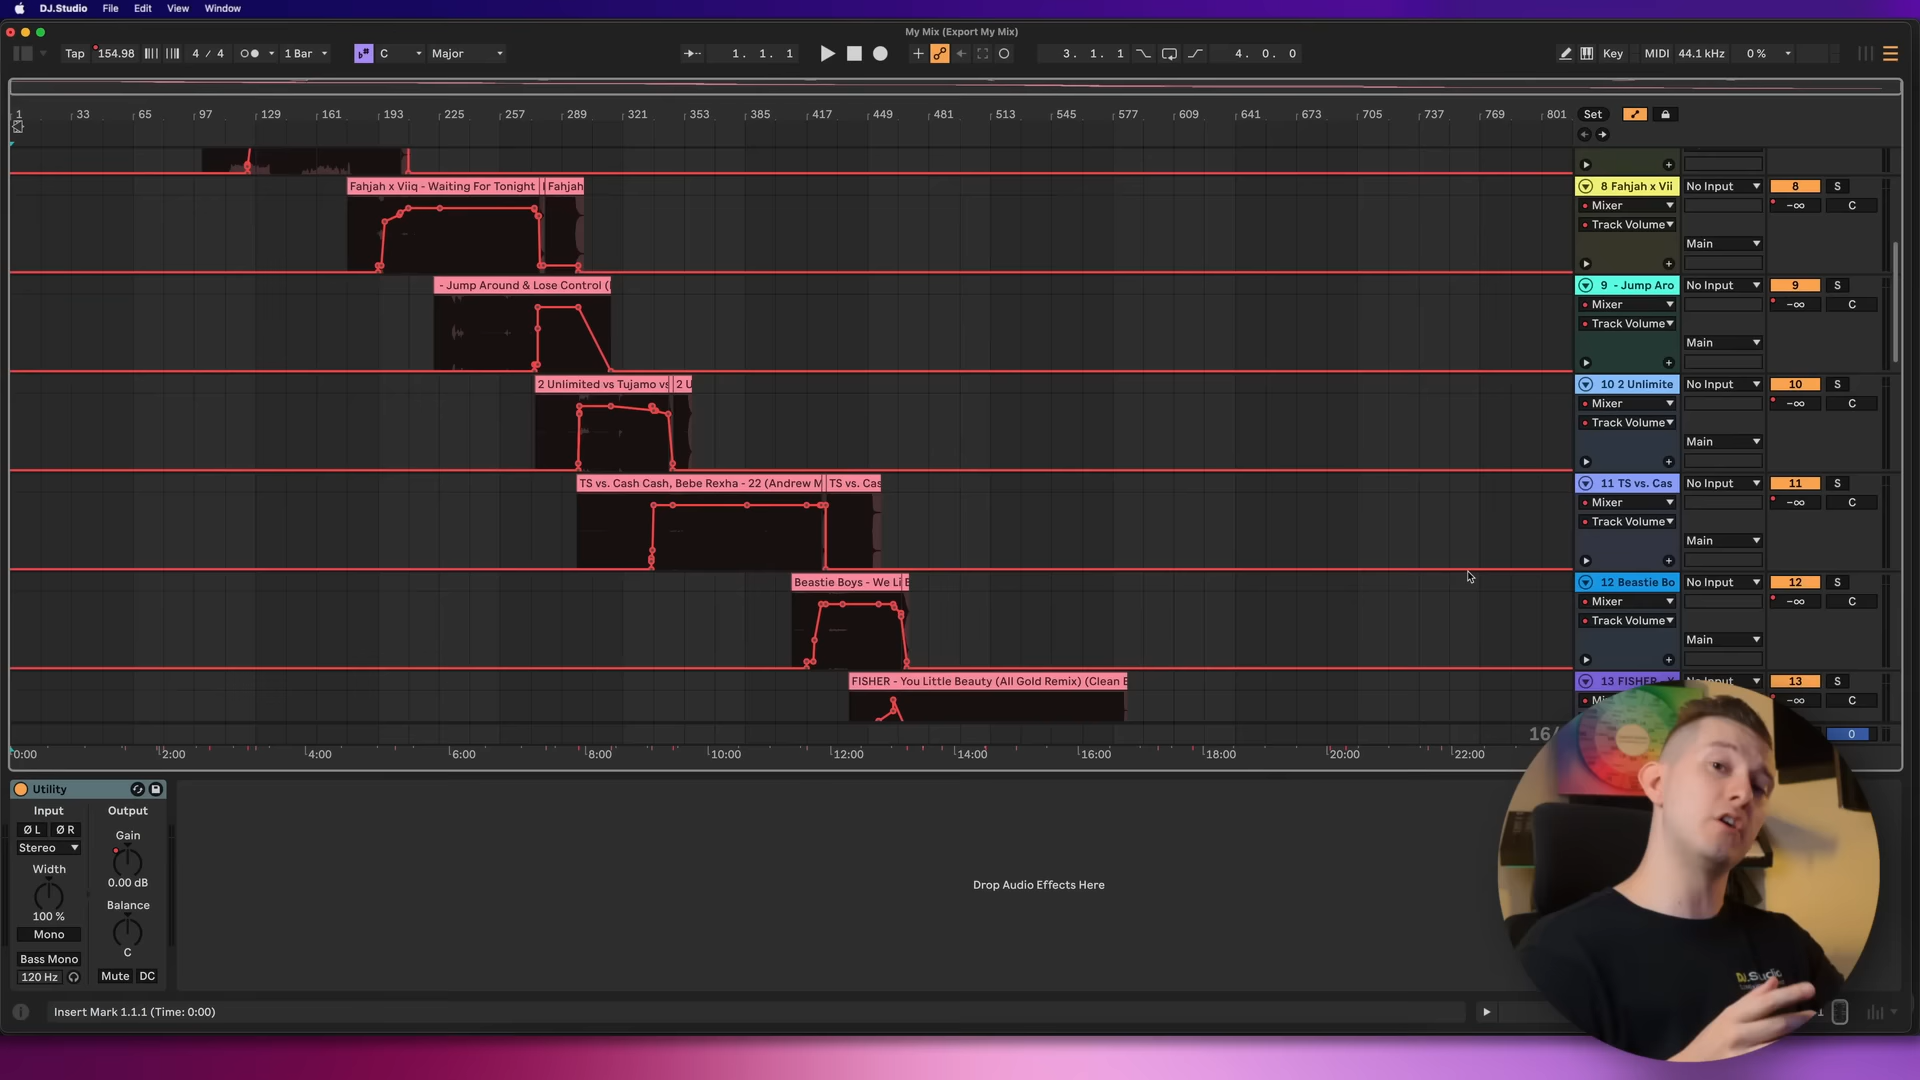 DJ.Studio File Edit View Window
My Mix (Export My Mix)
Tap 154.98 4 / 4 1 Bar C Major 1. 1. 1 3. 1. 1 4. 0. 0 Key MIDI 44.1 kHz 0 %
1 33 65 97 129 161 193 225 257 289 321 353 385 417 449 481 513 545 577 609 641 673 705 737 769 801 Set
Fahjah x Viiq - Waiting For Tonight Fahjah 8 Fahjah x Vii No Input 8 S
Mixer -∞ C
Track Volume
Main
- Jump Around & Lose Control ( 9 - Jump Aro No Input 9 S
Mixer -∞ C
Track Volume
Main
2 Unlimited vs Tujamo vs 2 U 10 2 Unlimite No Input 10 S
Mixer -∞ C
Track Volume
Main
TS vs. Cash Cash, Bebe Rexha - 22 (Andrew M TS vs. Cas 11 TS vs. Cas No Input 11 S
Mixer -∞ C
Track Volume
Main
Beastie Boys - We Li 12 Beastie Bo No Input 12 S
Mixer -∞ C
Track Volume
Main
FISHER - You Little Beauty (All Gold Remix) (Clean E 13 FISHER No Input 13 S
-∞ C
16/ 0
0:00 2:00 4:00 6:00 8:00 10:00 12:00 14:00 16:00 18:00 20:00 22:00
Utility
Input Output
Ø L Ø R Gain
Stereo
Width 0.00 dB
Balance
100 %
Mono C
Bass Mono
120 Hz Mute DC
Drop Audio Effects Here
DJ.Studio
Insert Mark 1.1.1 (Time: 0:00)